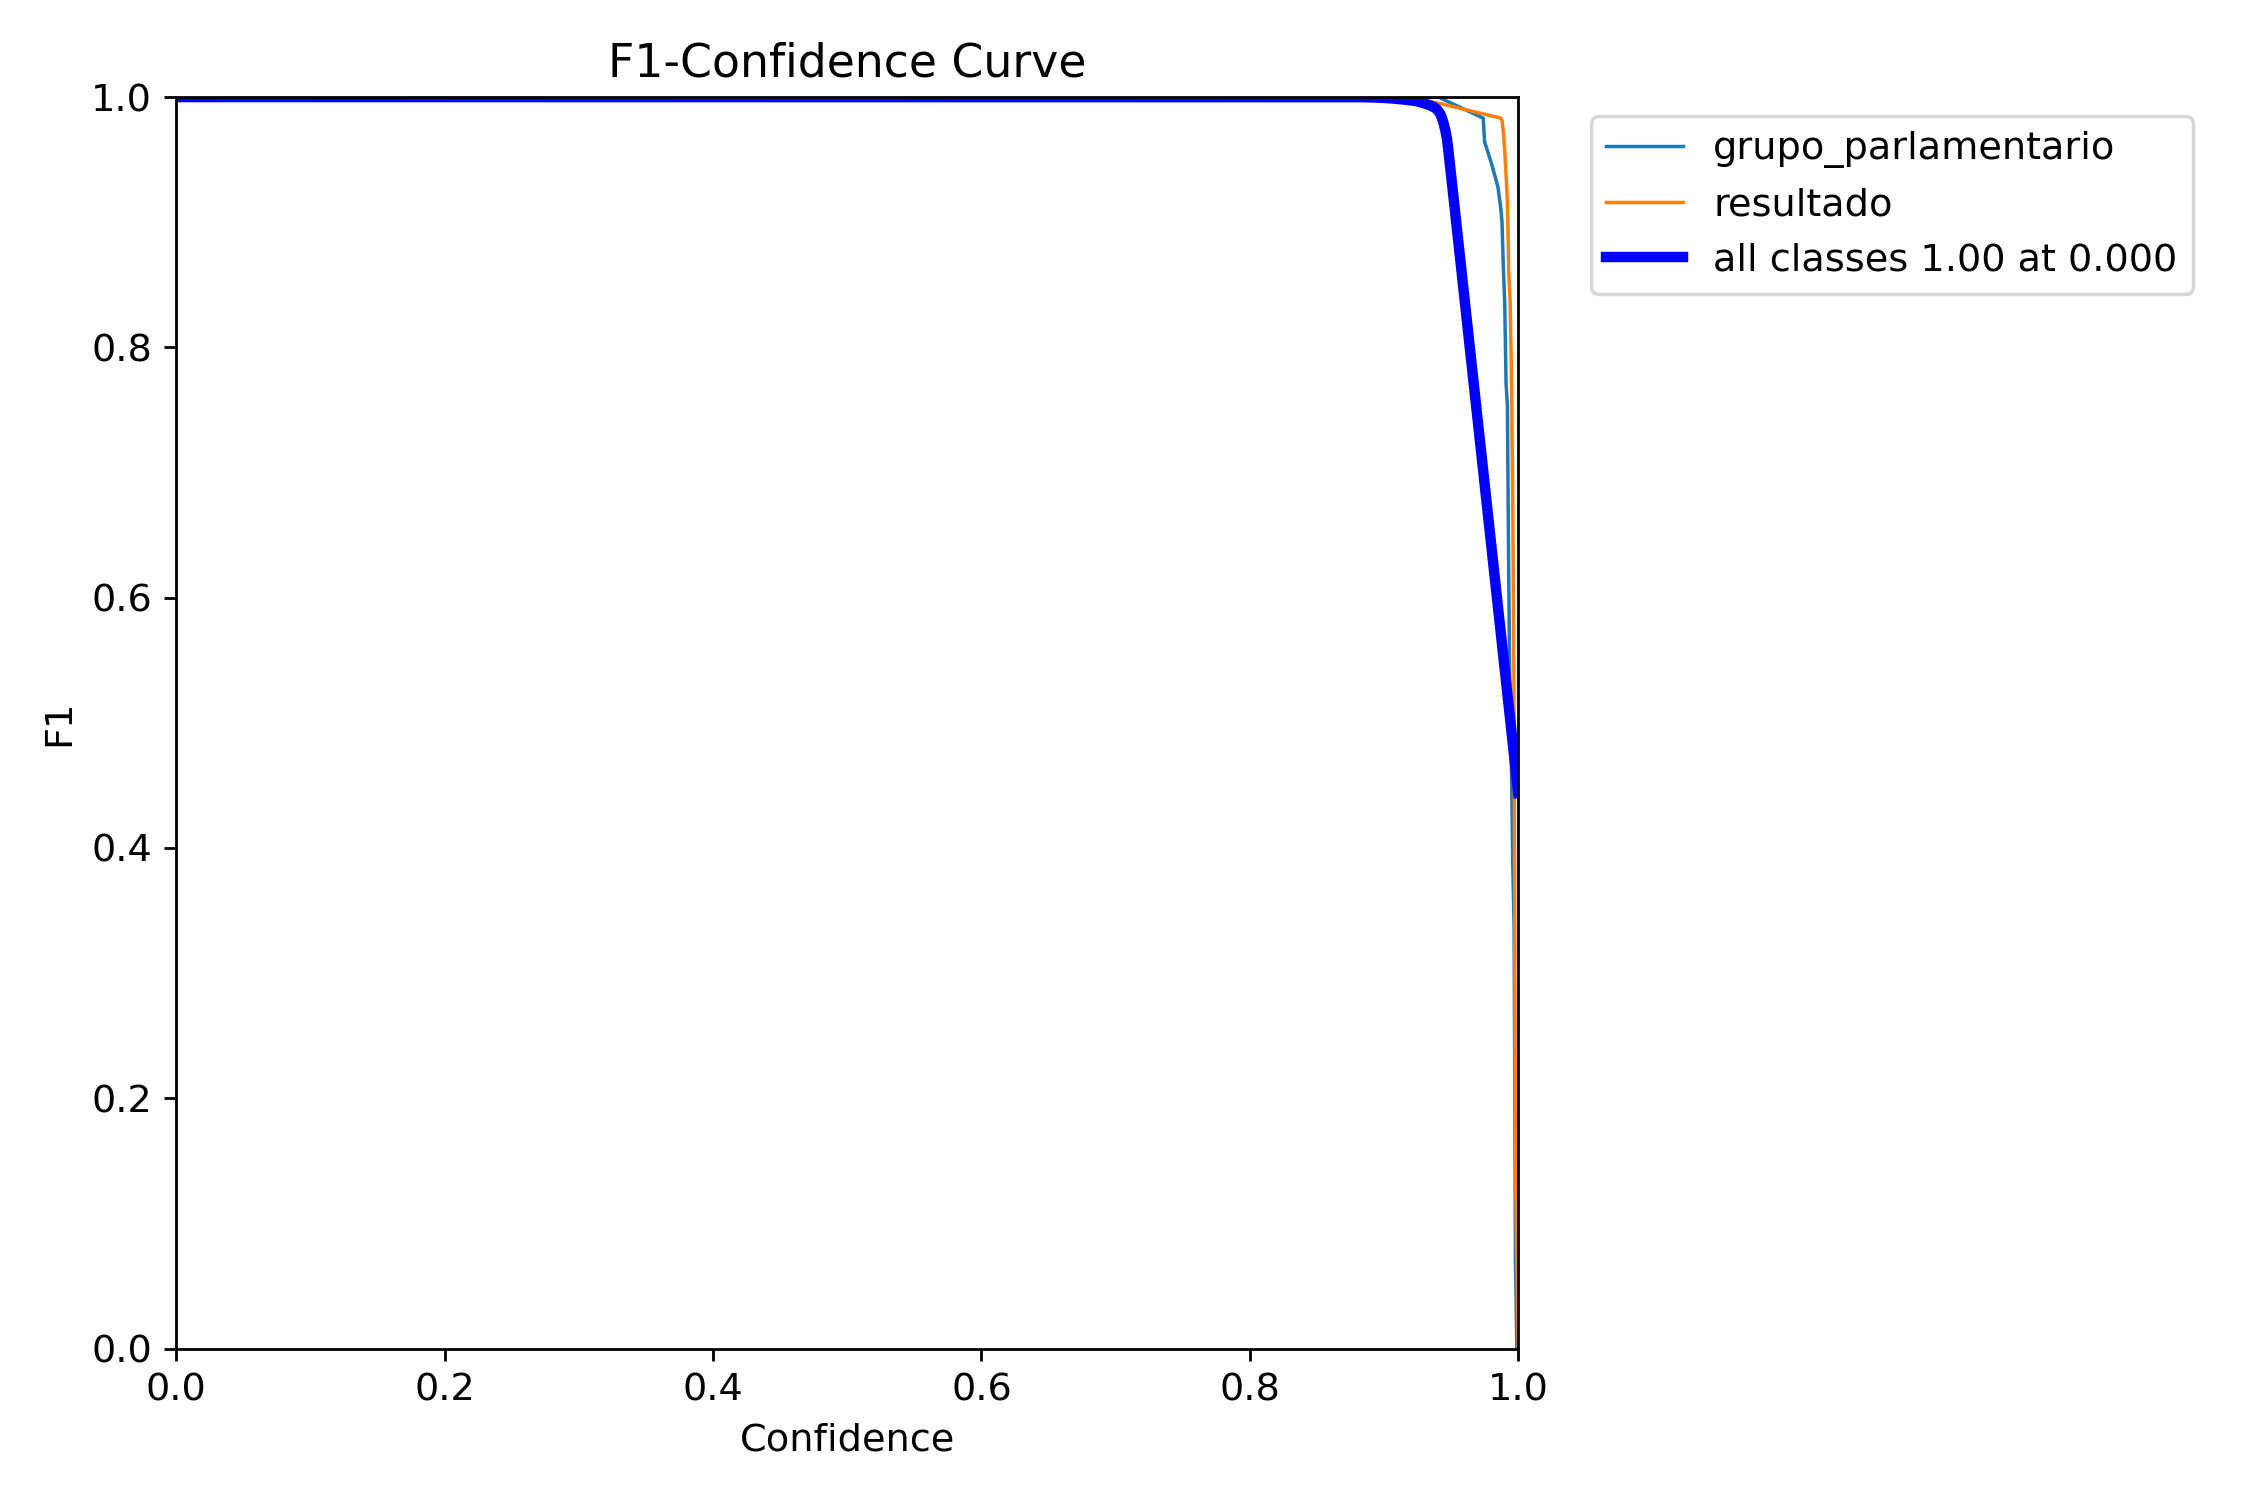 F1-Confidence Curve
1.0
0.8
0.6
0.4
0.2
0.0
F1
0.0 0.2 0.4 0.6 0.8 1.0
Confidence
grupo_parlamentario
resultado
all classes 1.00 at 0.000